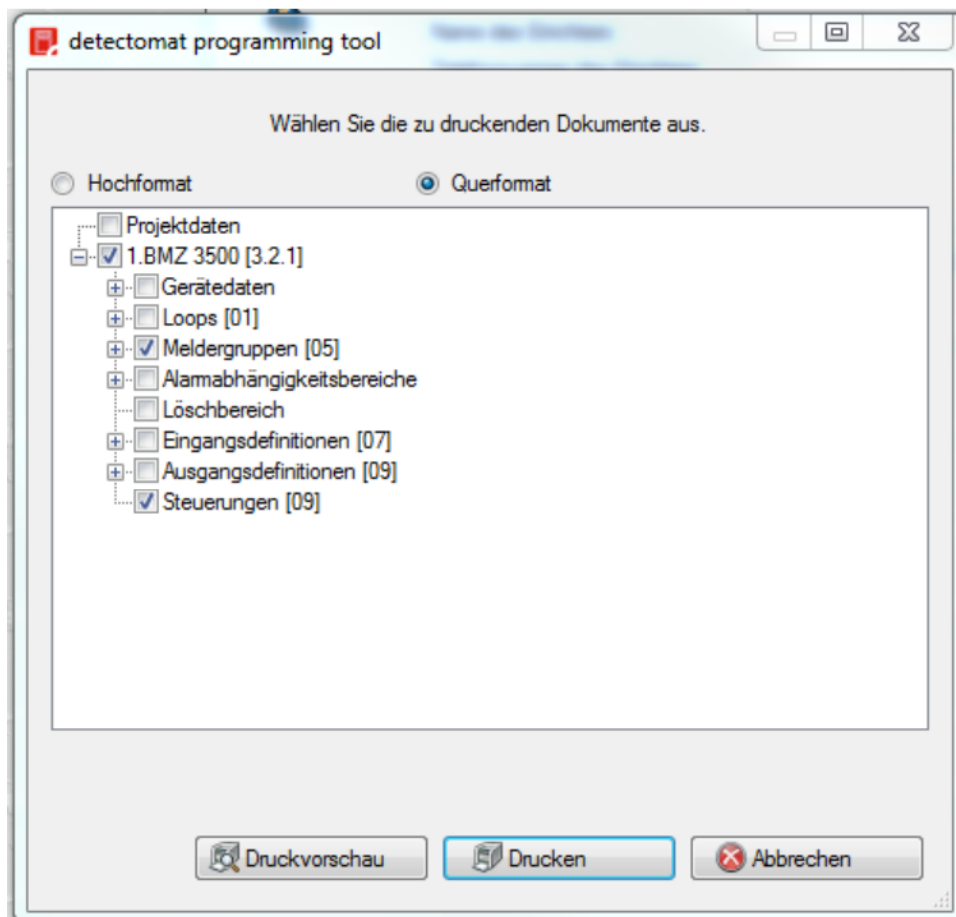 detectomat programming tool
Wählen Sie die zu druckenden Dokumente aus.
Hochformat Querformat
Projektdaten
1.BMZ 3500 [3.2.1]
Gerätedaten
Loops [01]
Meldergruppen [05]
Alarmabhängigkeitsbereiche
Löschbereich
Eingangsdefinitionen [07]
Ausgangsdefinitionen [09]
Steuerungen [09]
Druckvorschau Drucken Abbrechen